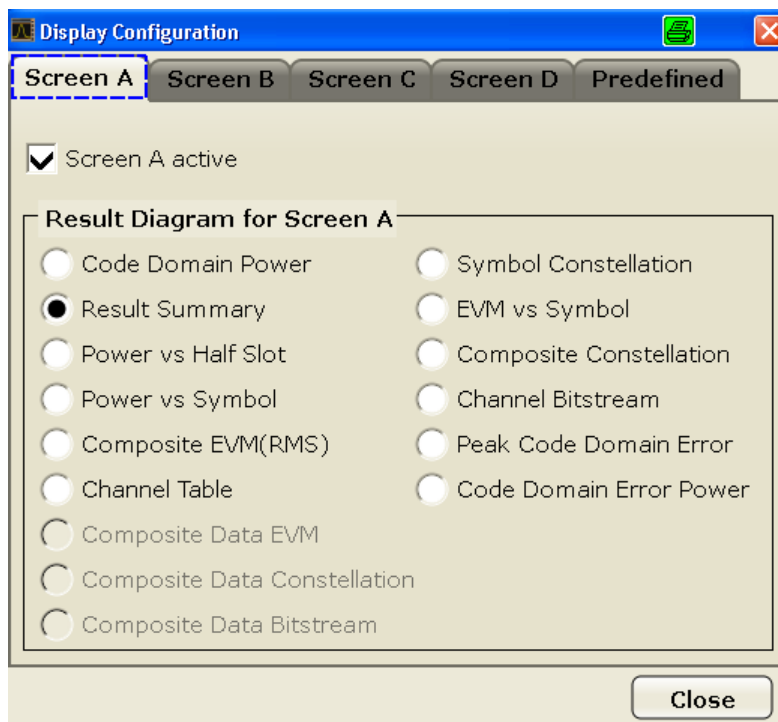 Display Configuration
Screen A Screen B Screen C Screen D Predefined
Screen A active
Result Diagram for Screen A
Code Domain Power
Result Summary
Power vs Half Slot
Power vs Symbol
Composite EVM(RMS)
Channel Table
Composite Data EVM
Composite Data Constellation
Composite Data Bitstream
Symbol Constellation
EVM vs Symbol
Composite Constellation
Channel Bitstream
Peak Code Domain Error
Code Domain Error Power
Close